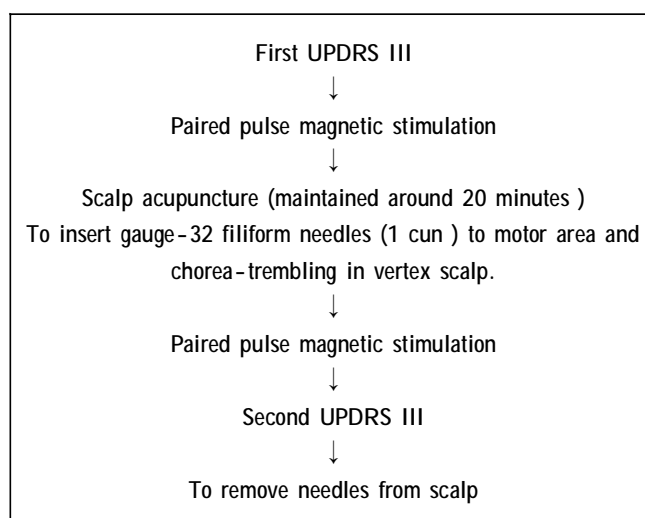 First UPDRS III
↓
Paired pulse magnetic stimulation
↓
Scalp acupuncture (maintained around 20 minutes )
To insert gauge-32 filiform needles (1 cun ) to motor area and
chorea-trembling in vertex scalp.
↓
Paired pulse magnetic stimulation
↓
Second UPDRS III
↓
To remove needles from scalp